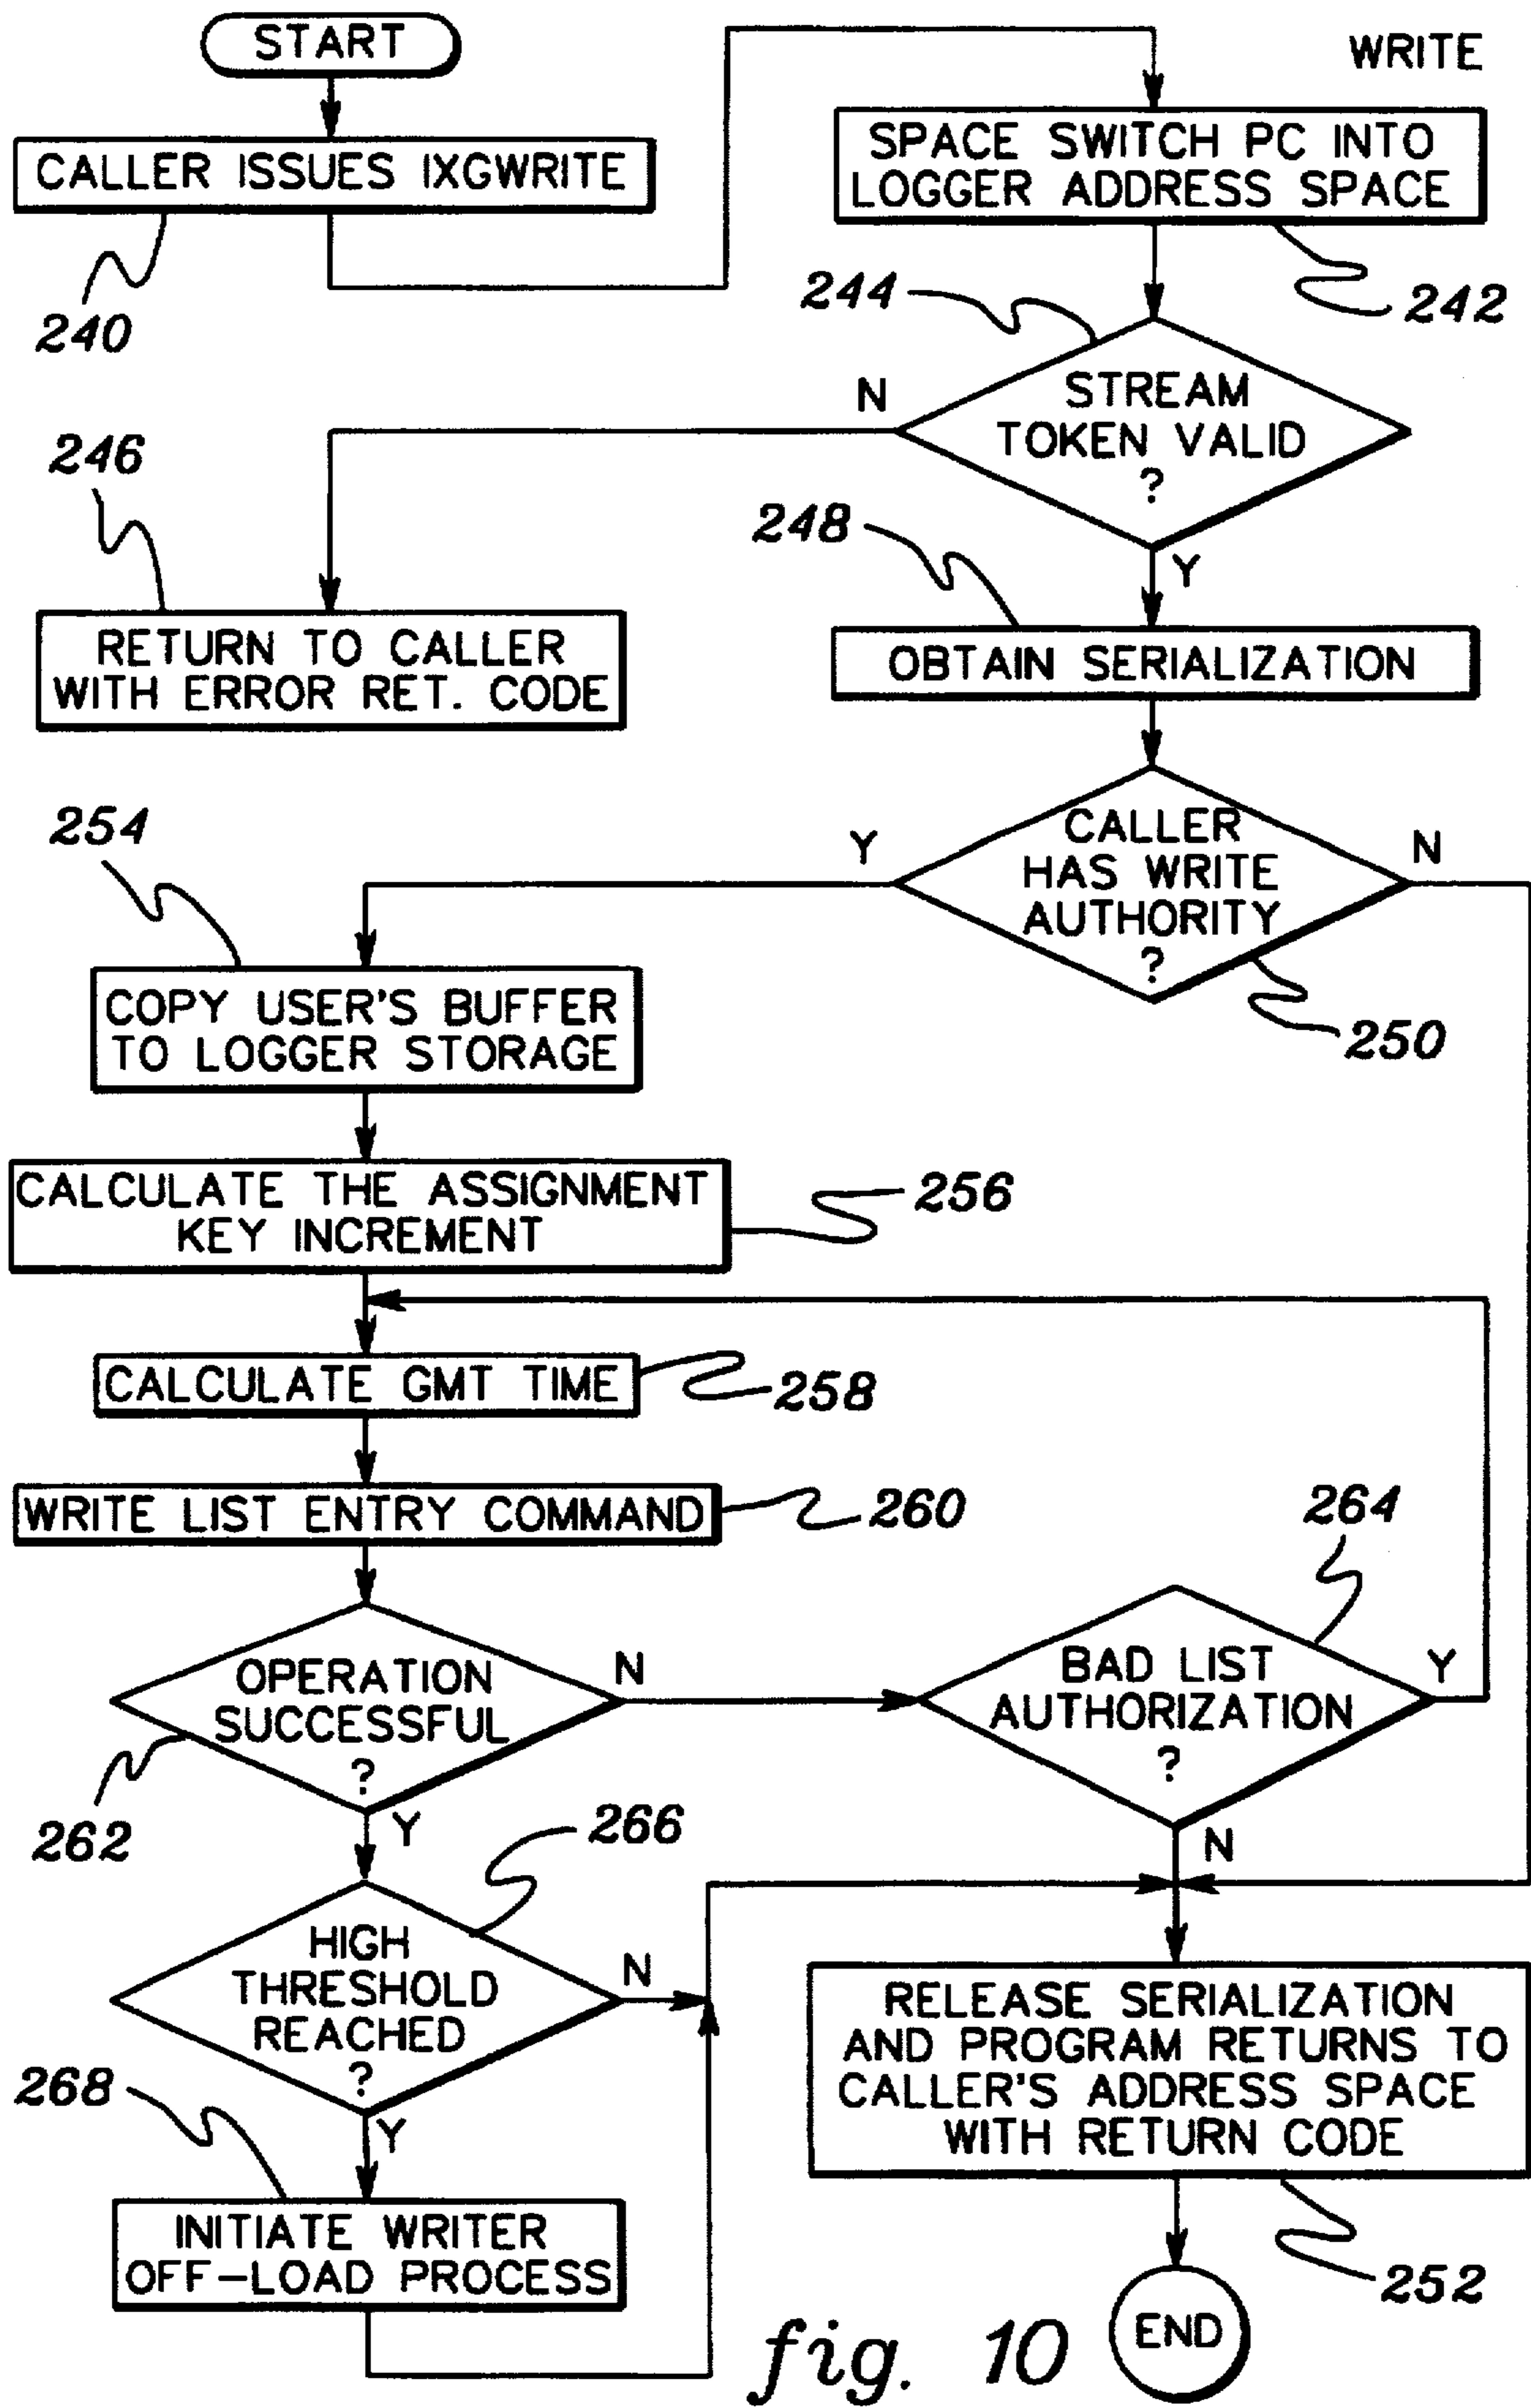 START
WRITE
CALLER ISSUES IXGWRITE
240
SPACE SWITCH PC INTO
LOGGER ADDRESS SPACE
242
244
STREAM
TOKEN VALID
?
N
Y
246
RETURN TO CALLER
WITH ERROR RET. CODE
248
OBTAIN SERIALIZATION
CALLER
HAS WRITE
AUTHORITY
?
Y
N
250
254
COPY USER'S BUFFER
TO LOGGER STORAGE
CALCULATE THE ASSIGNMENT
KEY INCREMENT
256
CALCULATE GMT TIME
258
WRITE LIST ENTRY COMMAND
260
OPERATION
SUCCESSFUL
?
N
Y
262
264
BAD LIST
AUTHORIZATION
?
Y
N
266
HIGH
THRESHOLD
REACHED
?
N
Y
268
INITIATE WRITER
OFF-LOAD PROCESS
RELEASE SERIALIZATION
AND PROGRAM RETURNS TO
CALLER'S ADDRESS SPACE
WITH RETURN CODE
252
END
fig. 10